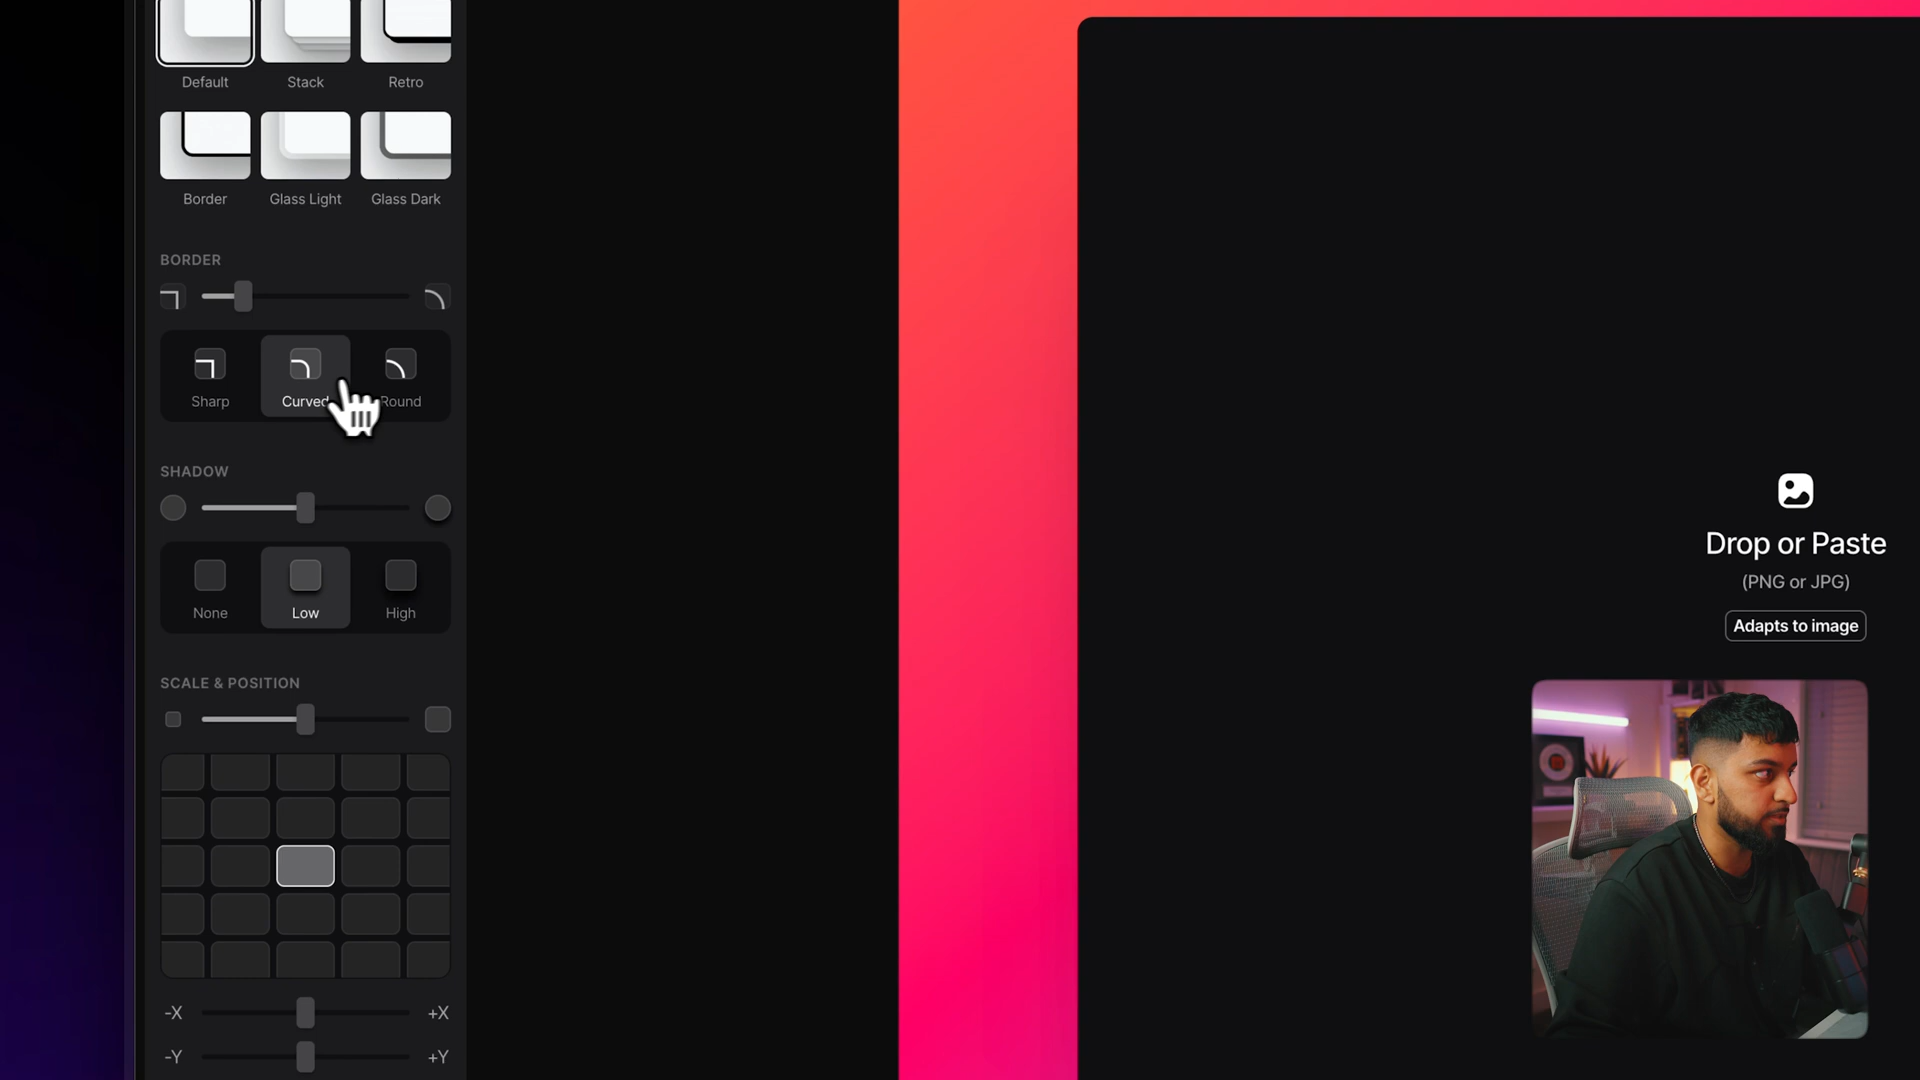 Default
Stack
Retro
Border
Glass Light
Glass Dark
BORDER
Sharp
Curved
Round
SHADOW
None
Low
High
SCALE & POSITION
-X
+X
-Y
+Y
Drop or Paste
(PNG or JPG)
Adapts to image